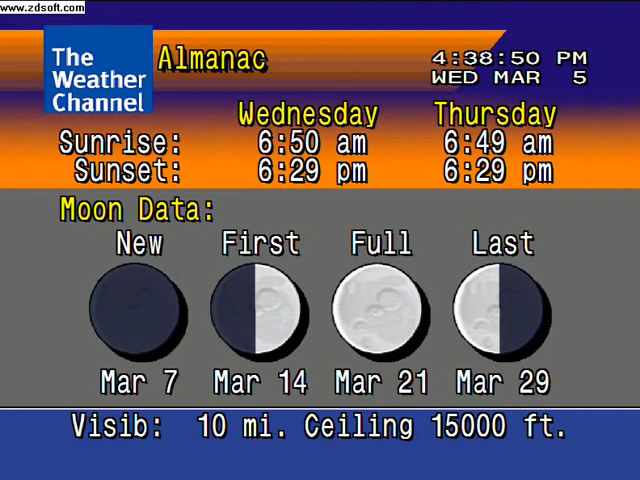 www.zdsoft.com
The
Weather
Channel
Almanac
4:38:50 PM
WED MAR 5
Wednesday Thursday
Sunrise: 6:50 am 6:49 am
Sunset: 6:29 pm 6:29 pm
Moon Data:
New First Full Last
Mar 7 Mar 14 Mar 21 Mar 29
Visib: 10 mi. Ceiling 15000 ft.